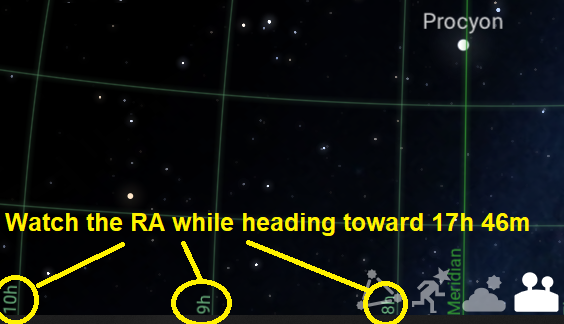 Procyon
Watch the RA while heading toward 17h 46m
10h
9h
8h
Meridian